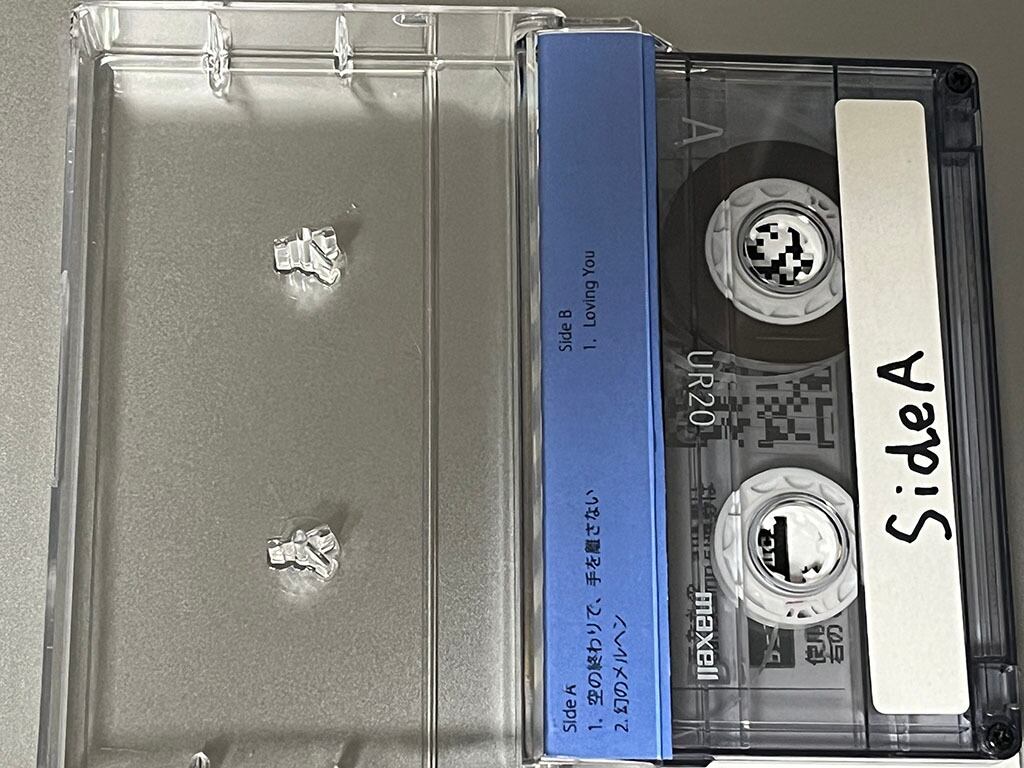 Side A
1. 空の終わりで、手を離さない
2. 幻のメルヘン
Side B
1. Loving You
A
UR20
maxell
Side A